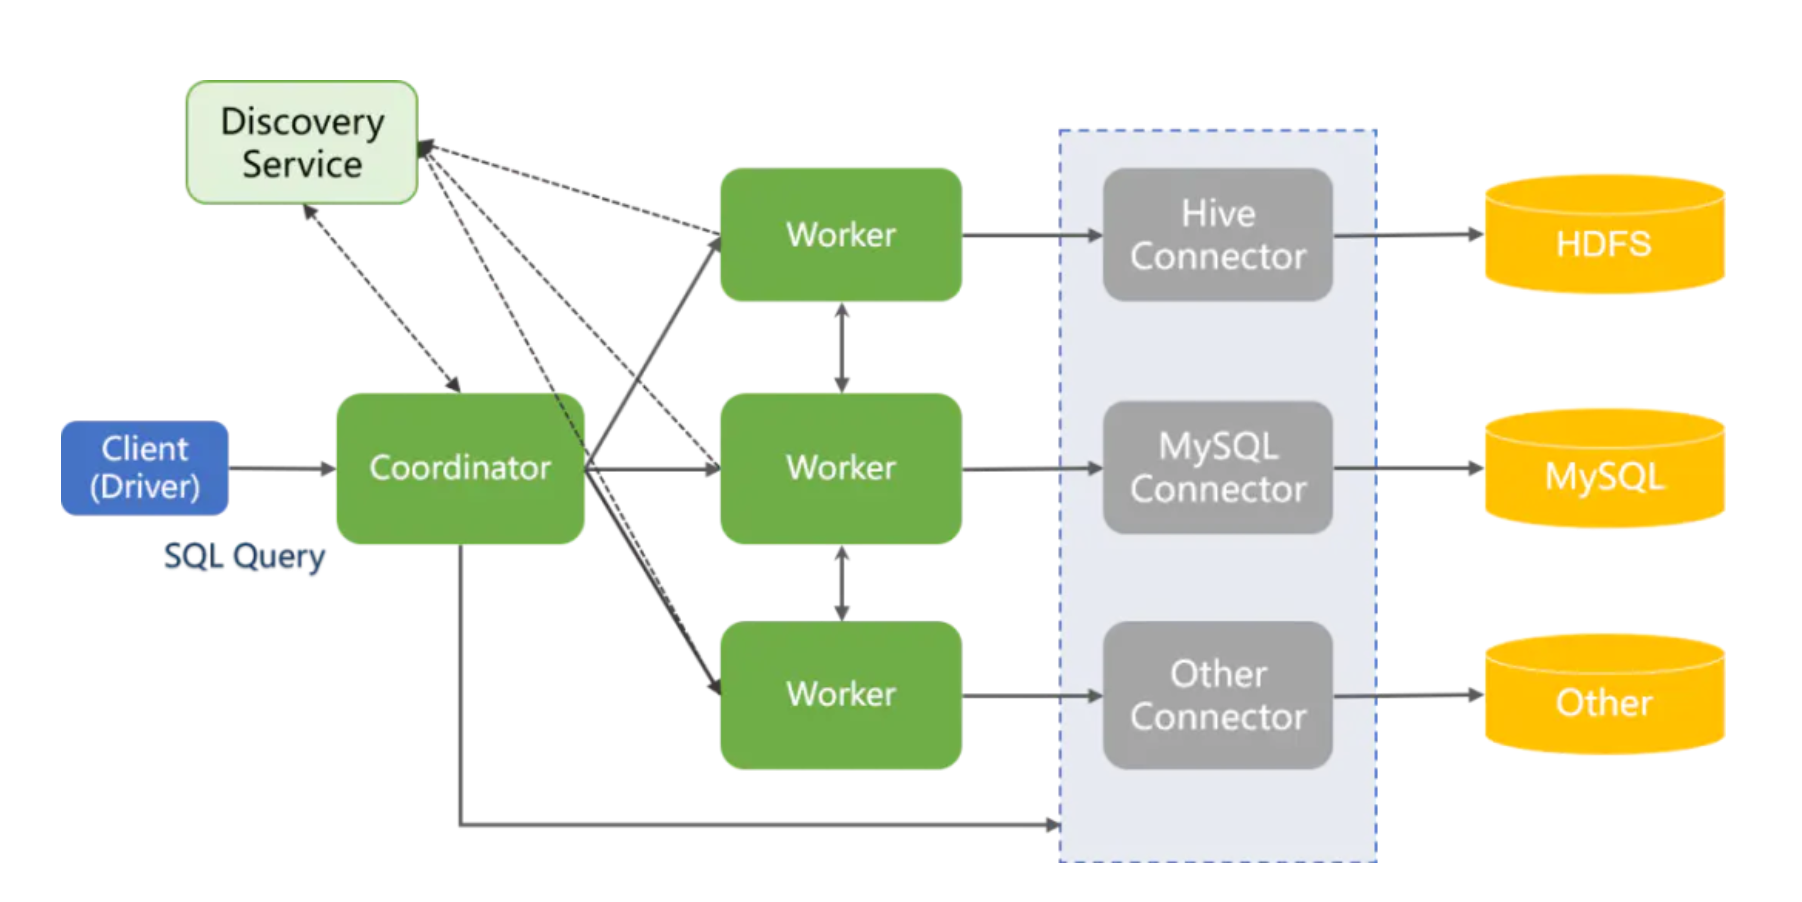 Discovery
Service
Worker
Hive
Connector
HDFS
Client
(Driver)
SQL Query
Coordinator
Worker
MySQL
Connector
MySQL
Worker
Other
Connector
Other